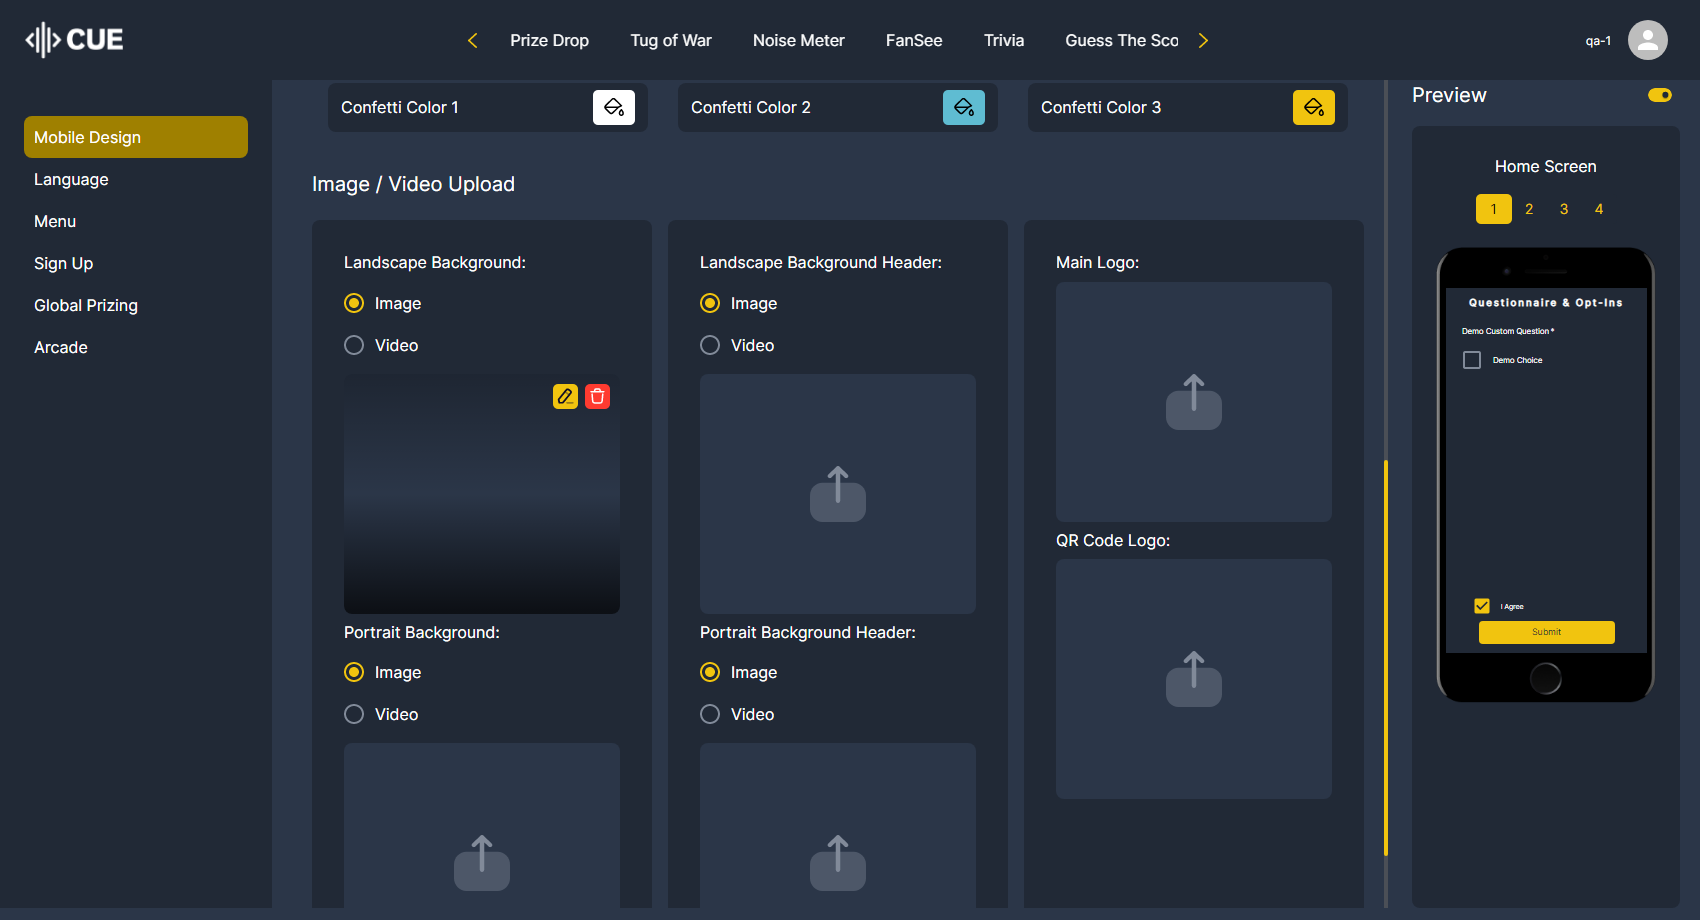 CUE
Prize Drop
Tug of War
Noise Meter
FanSee
Trivia
Guess The Sco
qa-1
Mobile Design
Language
Menu
Sign Up
Global Prizing
Arcade
Confetti Color 1
Confetti Color 2
Confetti Color 3
Image / Video Upload
Landscape Background:
Image
Video
Portrait Background:
Image
Video
Landscape Background Header:
Image
Video
Portrait Background Header:
Image
Video
Main Logo:
QR Code Logo:
Preview
Home Screen
1 2 3 4
Questionnaire & Opt-Ins
Demo Custom Question *
Demo Choice
I Agree
Submit